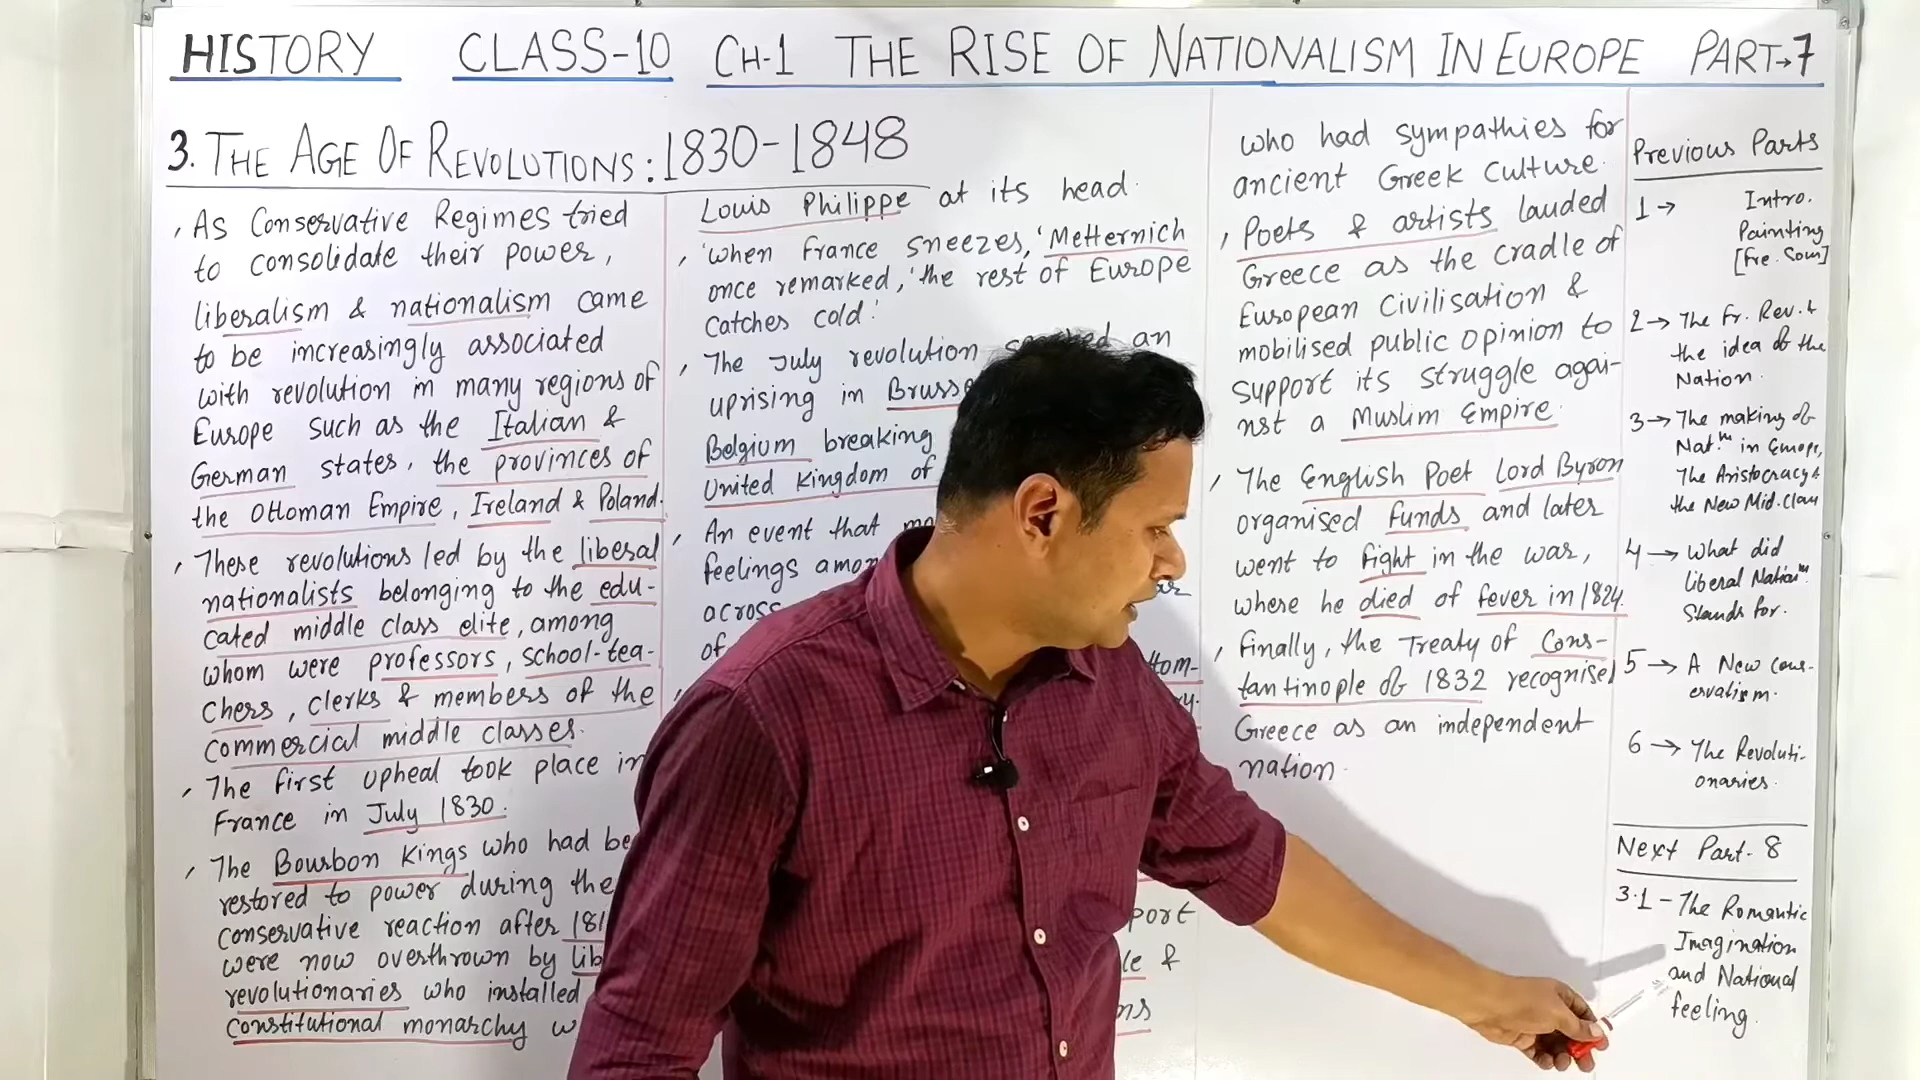 HISTORY CLASS-10 CH-1 THE RISE OF NATIONALISM IN EUROPE PART→7
3. THE AGE OF REVOLUTIONS: 1830-1848
, As Conservative Regimes tried
to consolidate their power,
liberalism & nationalism came
to be increasingly associated
with revolution in many regions of
Europe such as the Italian &
German states, the provinces of
the Ottoman Empire, Ireland & Poland.
, These revolutions led by the liberal
nationalists belonging to the edu-
cated middle class elite, among
whom were professors, school-tea-
chers, clerks & members of the
commercial middle classes.
, The first upheal took place in
France in July 1830.
, The Bourbon Kings who had be
restored to power during the
conservative reaction after 181
were now overthrown by lib
revolutionaries who installed
constitutional monarchy w
Louis Philippe at its head.
, 'when France sneezes,' Metternich
once remarked, 'the rest of Europe
catches cold.'
, The July revolution an
uprising in Bruss
Belgium breaking
United Kingdom of
, An event that
feelings amon
across
of
tom-
port
& 
who had sympathies for
ancient Greek Culture.
, Poets & artists lauded
Greece as the cradle of
European Civilisation &
mobilised public opinion to
support its struggle agai-
nst a Muslim Empire.
, The English Poet Lord Byron
organised funds and later
went to fight in the war,
where he died of fever in 1824.
, Finally, the Treaty of Cons-
tantinople of 1832 recognised
Greece as an independent
nation.
Previous Parts
1 → Intro.
Painting
[Fre. Sorr]
2 → The Fr. Rev. &
the idea of the
Nation.
3 → The making of
Natm in Europe,
The Aristocracy &
the New Mid. Class
4 → What did
liberal Nationm
Stands for.
5 → A New cons-
ervatism.
6 → The Revoluti-
onaries.
Next Part-8
3.1 - The Romantic
Imagination
and National
feeling.